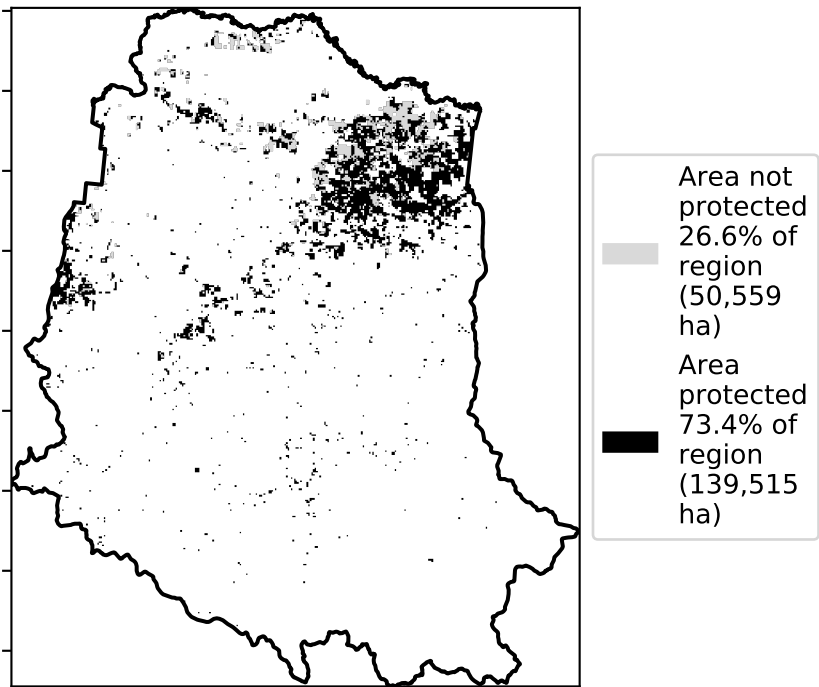 Area not
protected
26.6% of
region
(50,559
ha)
Area
protected
73.4% of
region
(139,515
ha)